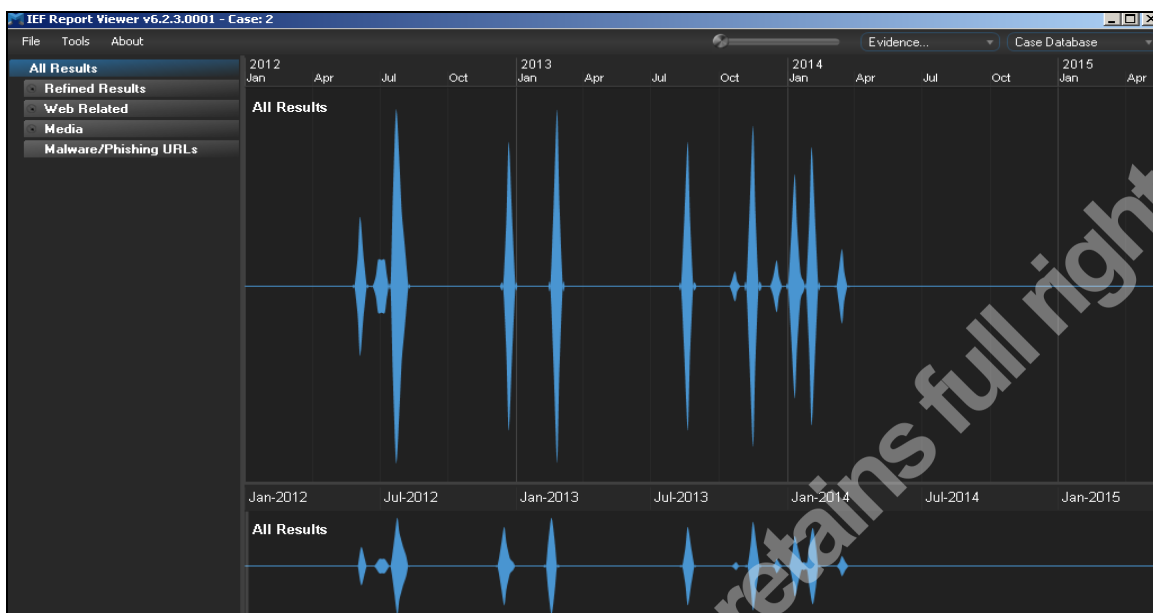 IEF Report Viewer v6.2.3.0001 - Case: 2
File Tools About Evidence... Case Database
All Results
Refined Results
Web Related
Media
Malware/Phishing URLs
2012 2013 2014 2015
Jan Apr Jul Oct Jan Apr Jul Oct Jan Apr Jul Oct Jan Apr
All Results
Jan-2012 Jul-2012 Jan-2013 Jul-2013 Jan-2014 Jul-2014 Jan-2015
All Results
retains full right